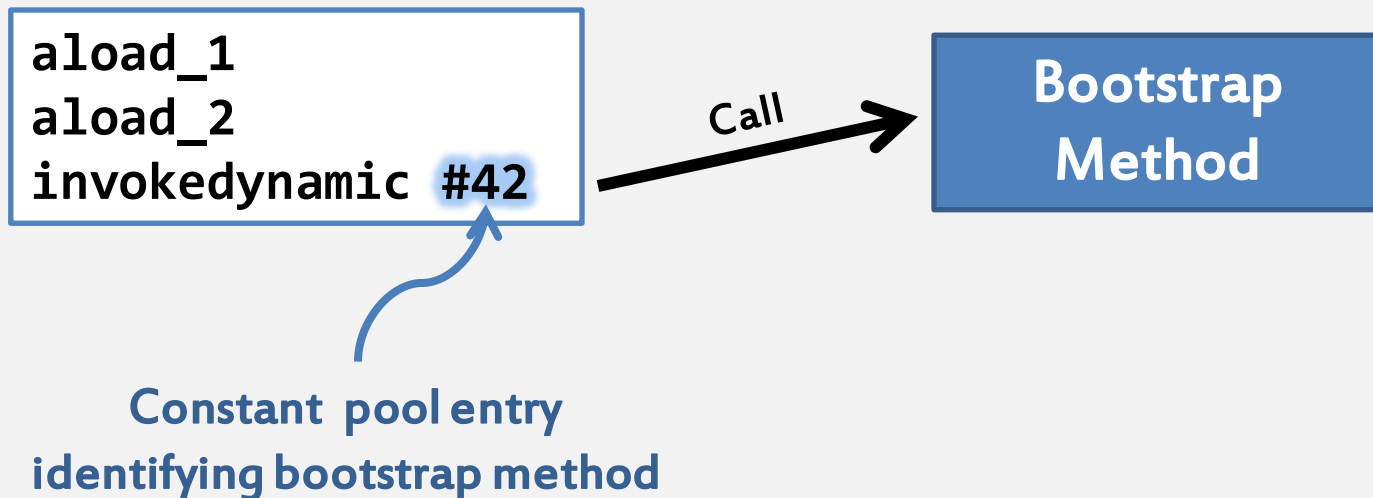 aload_1
aload_2
invokedynamic #42
Call
Bootstrap
Method
Constant pool entry
identifying bootstrap method